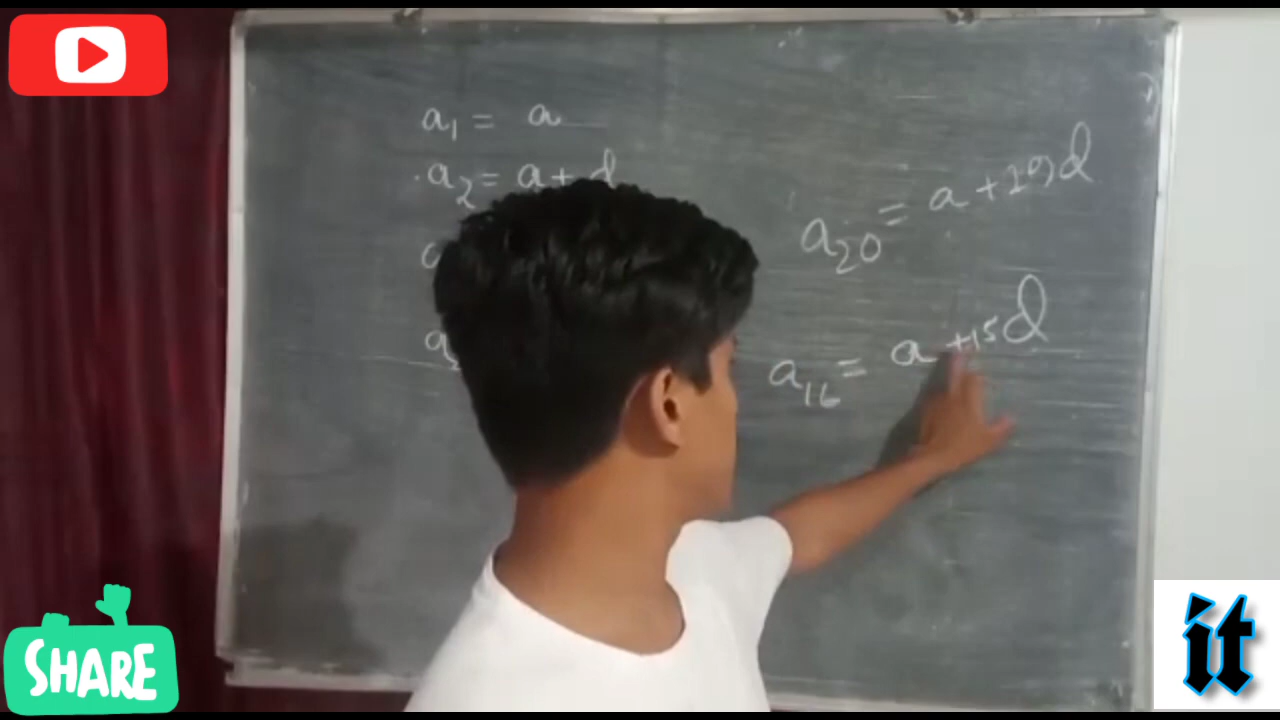 a₁ = a
a₂ = a + d
a
a
a₂₀ = a + 19d
a₁₆ = a + 15d
SHARE
it